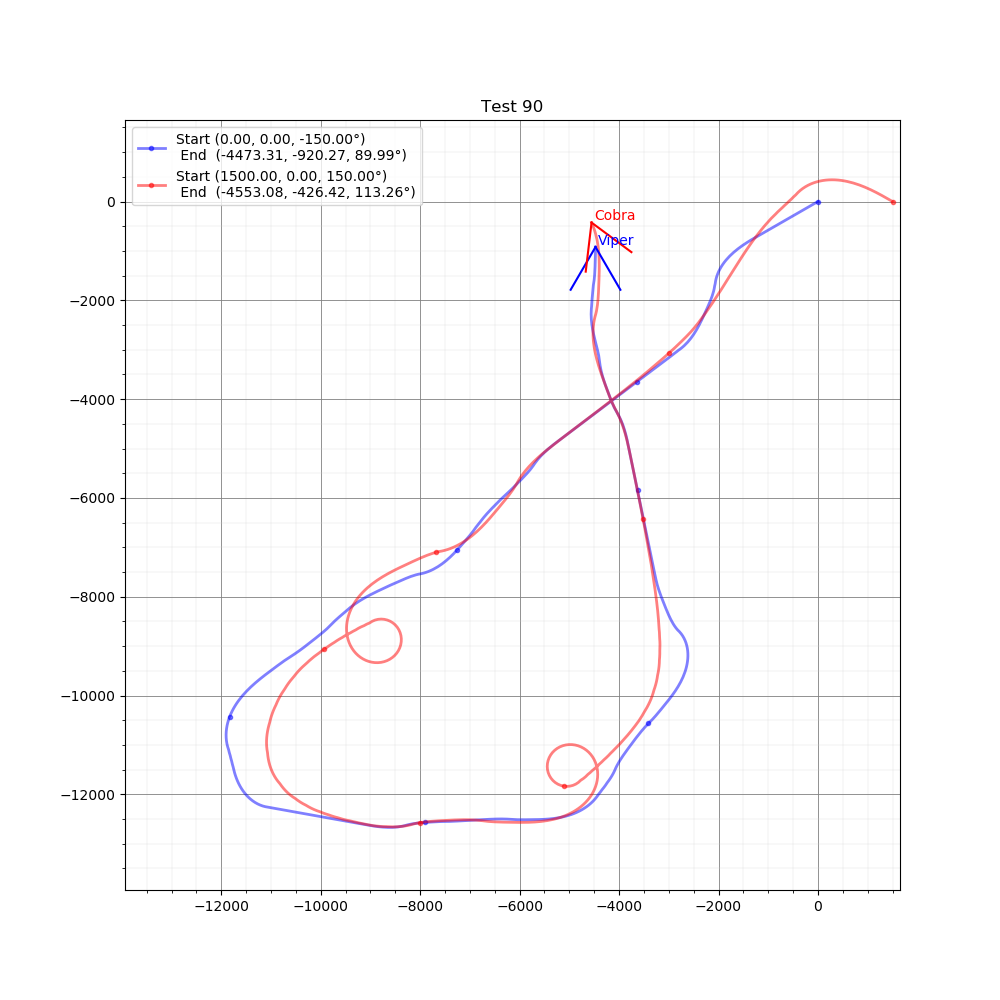 Test 90
Start (0.00, 0.00, -150.00°)
End  (-4473.31, -920.27, 89.99°)
Start (1500.00, 0.00, 150.00°)
End  (-4553.08, -426.42, 113.26°)
Cobra
Viper
0
−2000
−4000
−6000
−8000
−10000
−12000
−12000 −10000 −8000 −6000 −4000 −2000 0